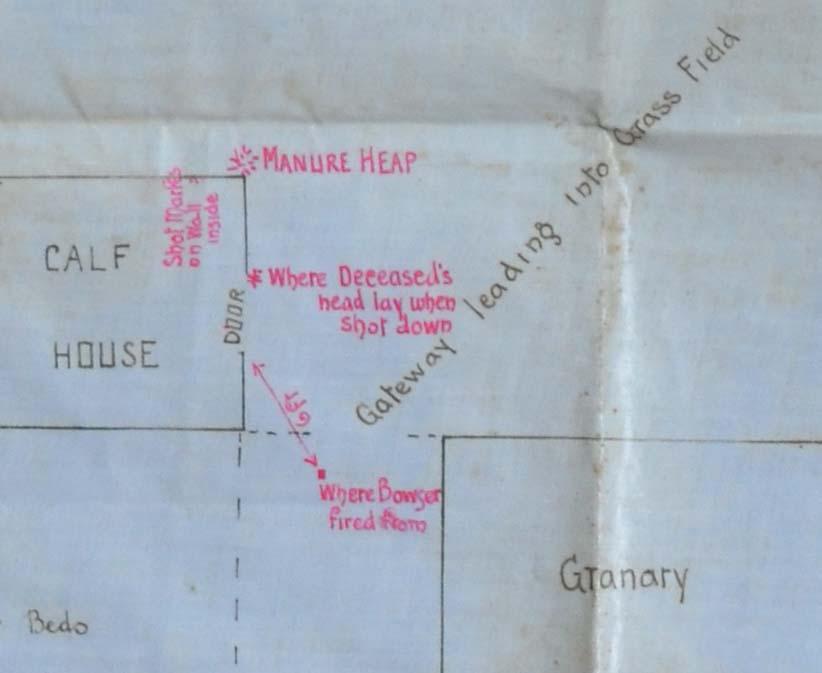 Gateway leading into Grass Field
MANURE HEAP
Shot Marks
on Wall
inside
CALF
HOUSE
DOOR
Where Deceased's
head lay when
shot down
Where Bowser
fired from
Granary
Bedo